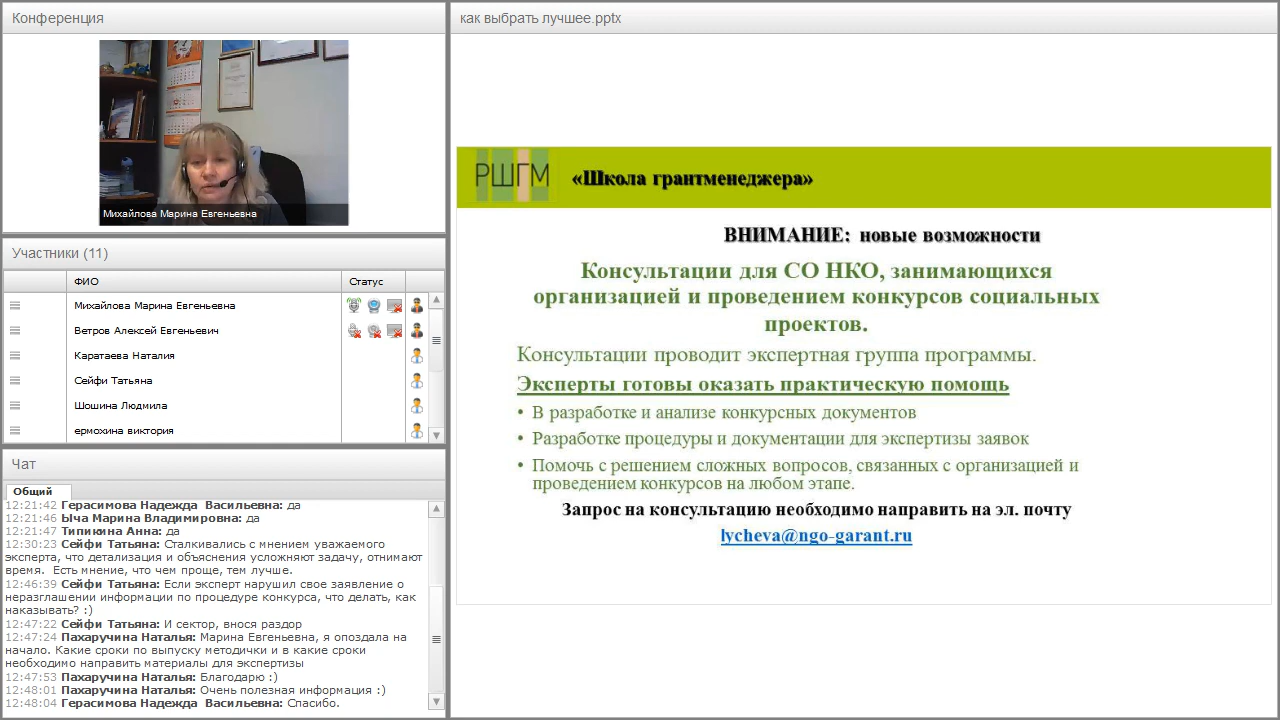 Конференция
Михайлова Марина Евгеньевна
Участники (11)
ФИО Статус
Михайлова Марина Евгеньевна
Ветров Алексей Евгеньевич
Каратаева Наталия
Сейфи Татьяна
Шошина Людмила
ермохина виктория
Чат
Общий
12:21:42 Герасимова Надежда Васильевна: да
12:21:46 Ыча Марина Владимировна: да
12:21:47 Типикина Анна: да
12:30:23 Сейфи Татьяна: Сталкивались с мнением уважаемого
эксперта, что детализация и объяснения усложняют задачу, отнимают
время. Есть мнение, что чем проще, тем лучше.
12:46:39 Сейфи Татьяна: Если эксперт нарушил свое заявление о
неразглашении информации по процедуре конкурса, что делать, как
наказывать? :)
12:47:22 Сейфи Татьяна: И сектор, внося раздор
12:47:24 Пахаручина Наталья: Марина Евгеньевна, я опоздала на
начало. Какие сроки по выпуску методички и в какие сроки
необходимо направить материалы для экспертизы
12:47:53 Пахаручина Наталья: Благодарю :)
12:48:01 Пахаручина Наталья: Очень полезная информация :)
12:48:04 Герасимова Надежда Васильевна: Спасибо.
как выбрать лучшее.pptx
РШГМ «Школа грантменеджера»
ВНИМАНИЕ: новые возможности
Консультации для СО НКО, занимающихся
организацией и проведением конкурсов социальных
проектов.
Консультации проводит экспертная группа программы.
Эксперты готовы оказать практическую помощь
• В разработке и анализе конкурсных документов
• Разработке процедуры и документации для экспертизы заявок
• Помочь с решением сложных вопросов, связанных с организацией и
проведением конкурсов на любом этапе.
Запрос на консультацию необходимо направить на эл. почту
lycheva@ngo-garant.ru